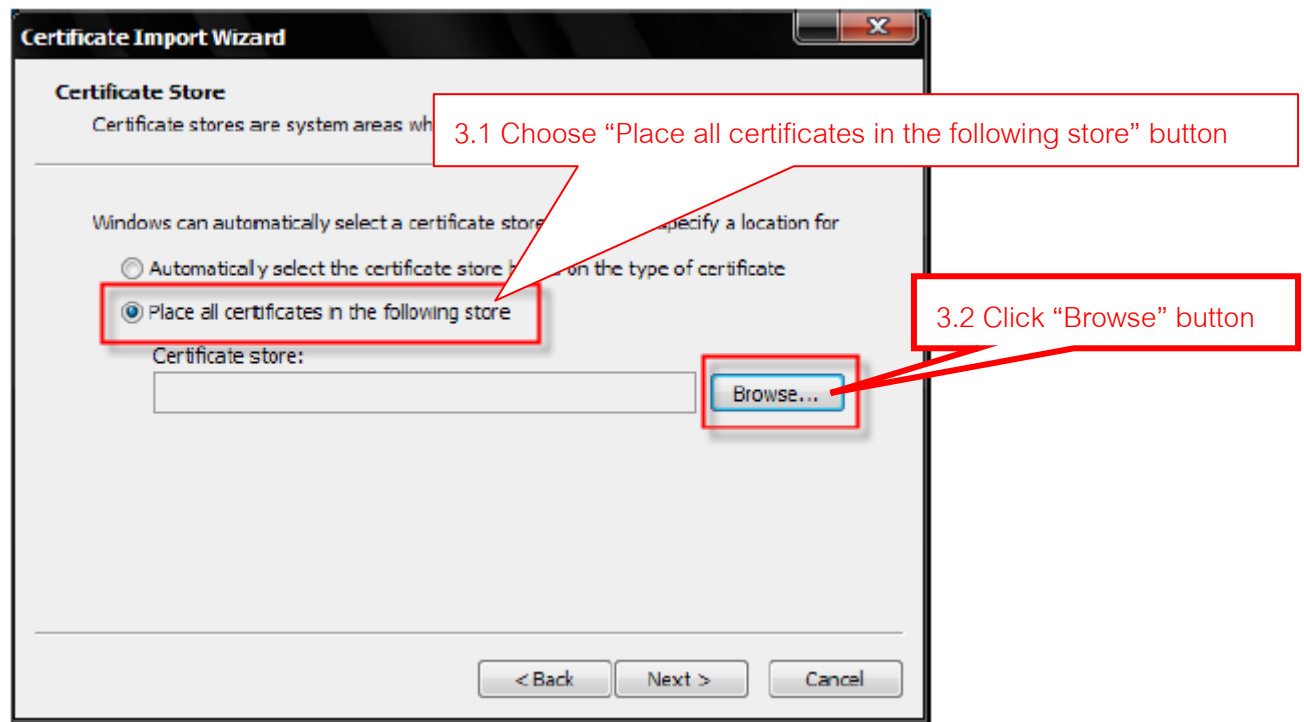 Certificate Import Wizard
Certificate Store
Certificate stores are system areas wh
3.1 Choose “Place all certificates in the following store” button
Windows can automatically select a certificate store pecify a location for
Automatically select the certificate store on the type of certificate
Place all certificates in the following store
3.2 Click “Browse” button
Certificate store:
Browse...
< Back
Next >
Cancel